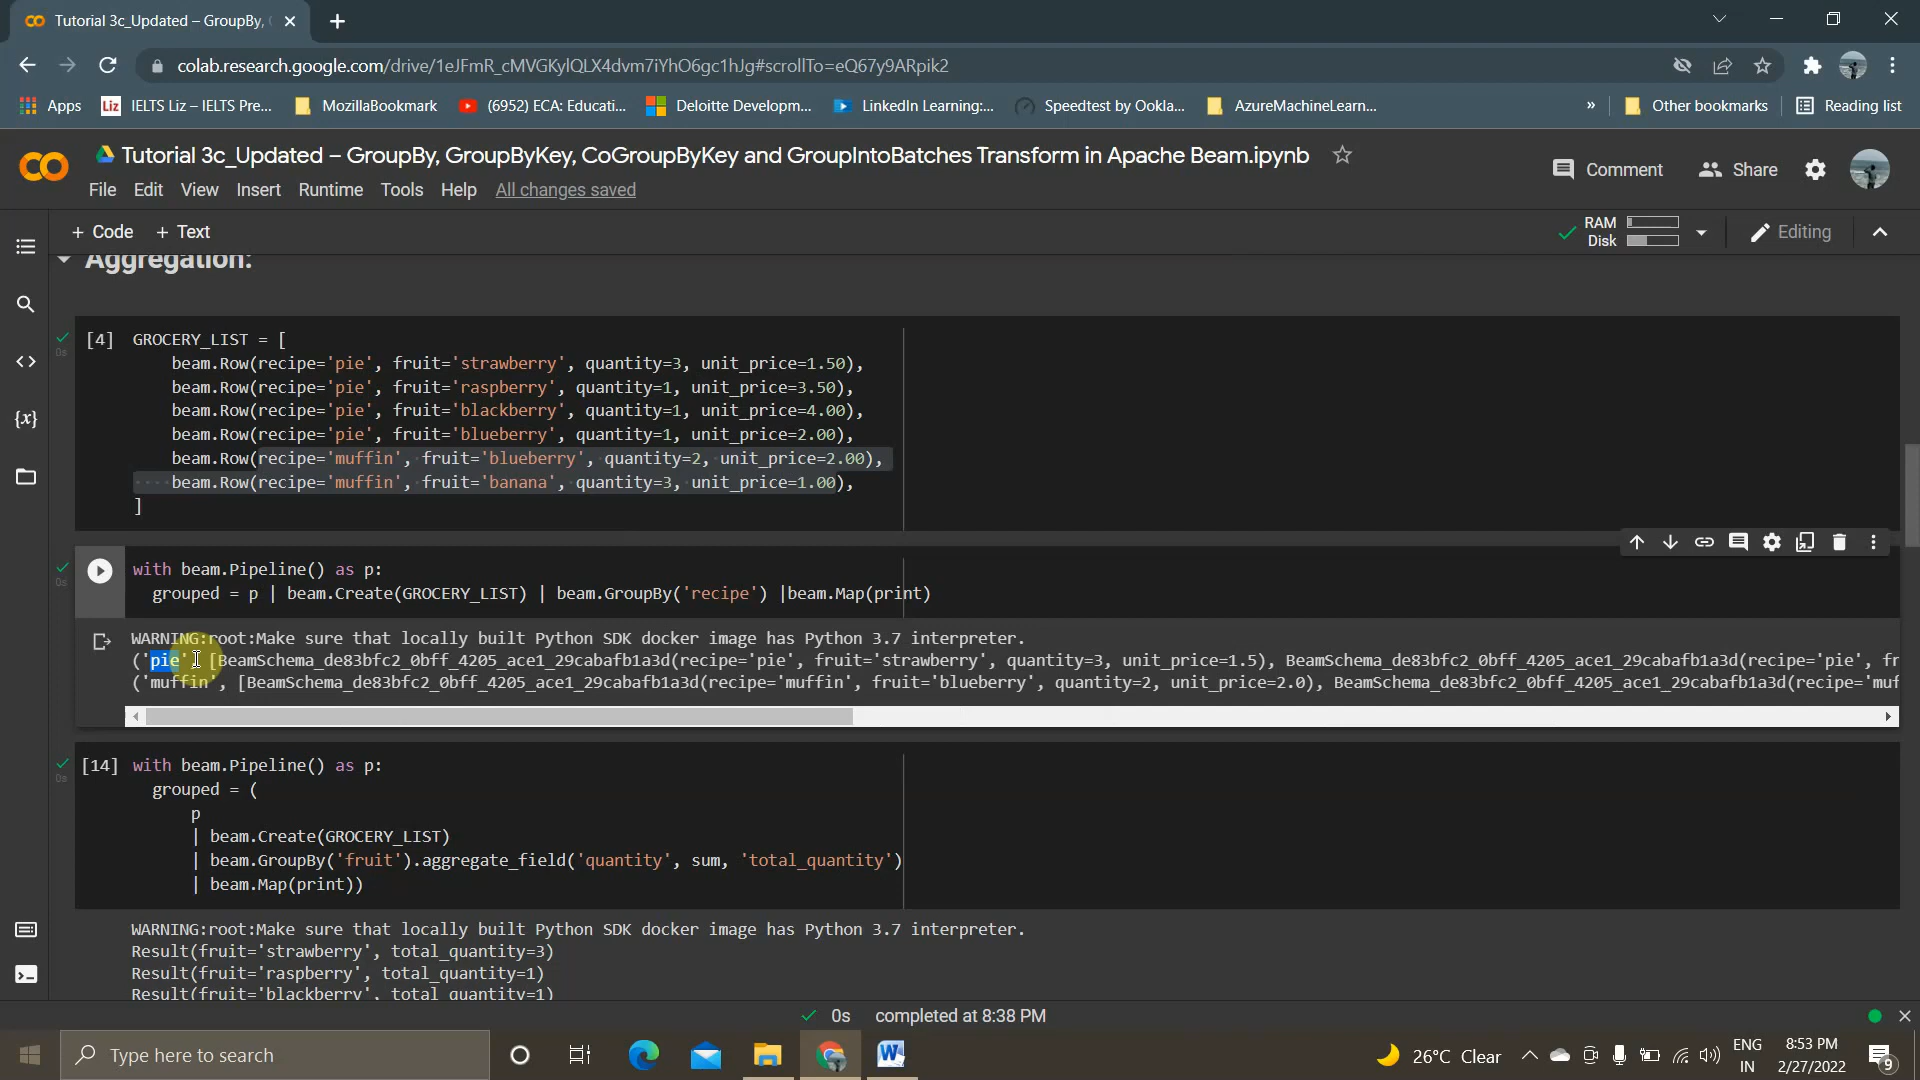 Tutorial 3c_Updated – GroupBy, (
colab.research.google.com/drive/1eJFmR_cMVGKylQLX4dvm7iYhO6gc1hJg#scrollTo=eQ67y9ARpik2
Apps
Liz
IELTS Liz – IELTS Pre...
MozillaBookmark
(6952) ECA: Educati...
Deloitte Developm...
LinkedIn Learning:...
Speedtest by Ookla...
AzureMachineLearn...
»
Other bookmarks
Reading list
Tutorial 3c_Updated – GroupBy, GroupByKey, CoGroupByKey and GroupIntoBatches Transform in Apache Beam.ipynb
Comment
Share
File Edit View Insert Runtime Tools Help All changes saved
+ Code + Text
RAM
Disk
Editing
Aggregation:
[4] GROCERY_LIST = [
beam.Row(recipe='pie', fruit='strawberry', quantity=3, unit_price=1.50),
beam.Row(recipe='pie', fruit='raspberry', quantity=1, unit_price=3.50),
beam.Row(recipe='pie', fruit='blackberry', quantity=1, unit_price=4.00),
beam.Row(recipe='pie', fruit='blueberry', quantity=1, unit_price=2.00),
beam.Row(recipe='muffin', fruit='blueberry', quantity=2, unit_price=2.00),
beam.Row(recipe='muffin', fruit='banana', quantity=3, unit_price=1.00),
]
0s
with beam.Pipeline() as p:
grouped = p | beam.Create(GROCERY_LIST) | beam.GroupBy('recipe') |beam.Map(print)
0s
WARNING:root:Make sure that locally built Python SDK docker image has Python 3.7 interpreter.
('pie', [BeamSchema_de83bfc2_0bff_4205_ace1_29cabafb1a3d(recipe='pie', fruit='strawberry', quantity=3, unit_price=1.5), BeamSchema_de83bfc2_0bff_4205_ace1_29cabafb1a3d(recipe='pie', fr
('muffin', [BeamSchema_de83bfc2_0bff_4205_ace1_29cabafb1a3d(recipe='muffin', fruit='blueberry', quantity=2, unit_price=2.0), BeamSchema_de83bfc2_0bff_4205_ace1_29cabafb1a3d(recipe='muf
[14] with beam.Pipeline() as p:
0s
grouped = (
p
| beam.Create(GROCERY_LIST)
| beam.GroupBy('fruit').aggregate_field('quantity', sum, 'total_quantity')
| beam.Map(print))
WARNING:root:Make sure that locally built Python SDK docker image has Python 3.7 interpreter.
Result(fruit='strawberry', total_quantity=3)
Result(fruit='raspberry', total_quantity=1)
Result(fruit='blackberry', total_quantity=1)
0s completed at 8:38 PM
Type here to search
26°C Clear
ENG
IN
8:53 PM
2/27/2022
9